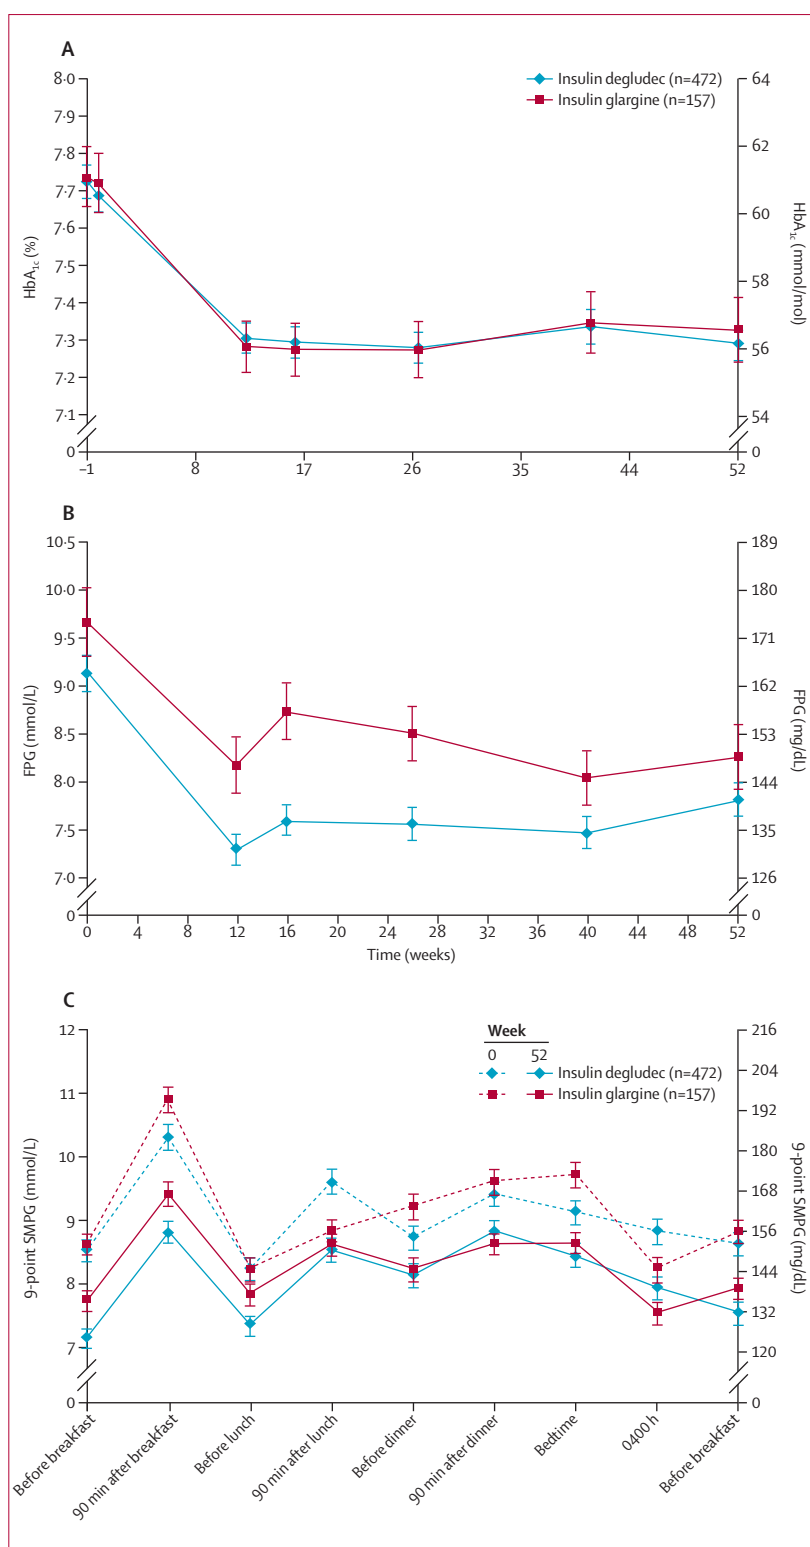 A
8·0
7·9
7·8
7·7
7·6
7·5
7·4
7·3
7·2
7·1
0
HbA1c (%)
Insulin degludec (n=472)
Insulin glargine (n=157)
64
62
60
58
56
54
0
HbA1c (mmol/mol)
–1 8 17 26 35 44 52
B
10·5
10·0
9·5
9·0
8·5
8·0
7·5
7·0
0
FPG (mmol/L)
189
180
171
162
153
144
135
126
0
FPG (mg/dL)
0 4 8 12 16 20 24 28 32 36 40 44 48 52
Time (weeks)
C
12
11
10
9
8
7
0
9-point SMPG (mmol/L)
Week
0 52
Insulin degludec (n=472)
Insulin glargine (n=157)
216
204
192
180
168
156
144
132
120
0
9-point SMPG (mg/dL)
Before breakfast
90 min after breakfast
Before lunch
90 min after lunch
Before dinner
90 min after dinner
Bedtime
0400 h
Before breakfast